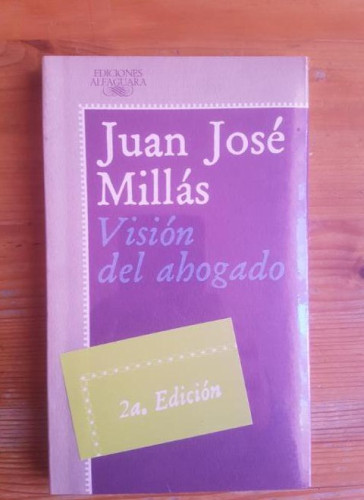 EDICIONES
ALFAGUARA
Juan José
Millás
Visión
del ahogado
2a. Edición